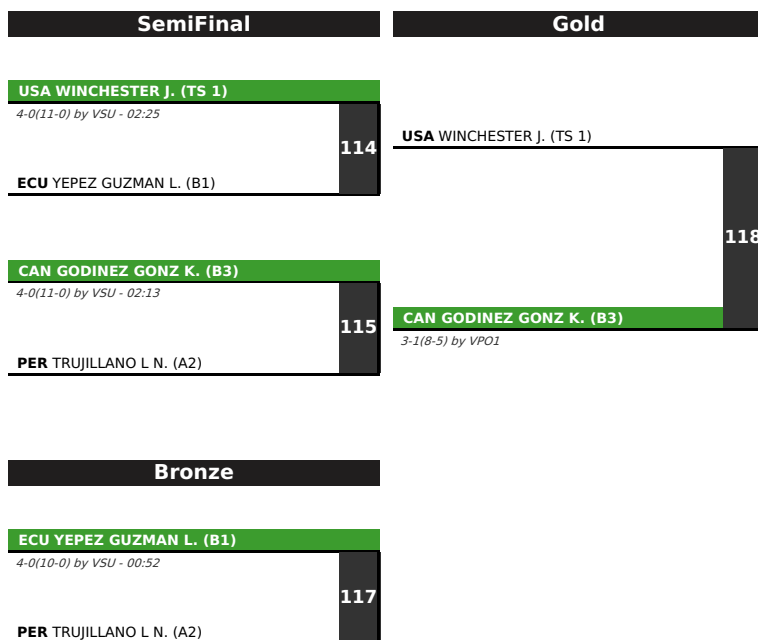 SemiFinal
USA WINCHESTER J. (TS 1)
4-0(11-0) by VSU - 02:25
114
ECU YEPEZ GUZMAN L. (B1)
CAN GODINEZ GONZ K. (B3)
4-0(11-0) by VSU - 02:13
115
PER TRUJILLANO L N. (A2)
Gold
USA WINCHESTER J. (TS 1)
118
CAN GODINEZ GONZ K. (B3)
3-1(8-5) by VPO1
Bronze
ECU YEPEZ GUZMAN L. (B1)
4-0(10-0) by VSU - 00:52
117
PER TRUJILLANO L N. (A2)